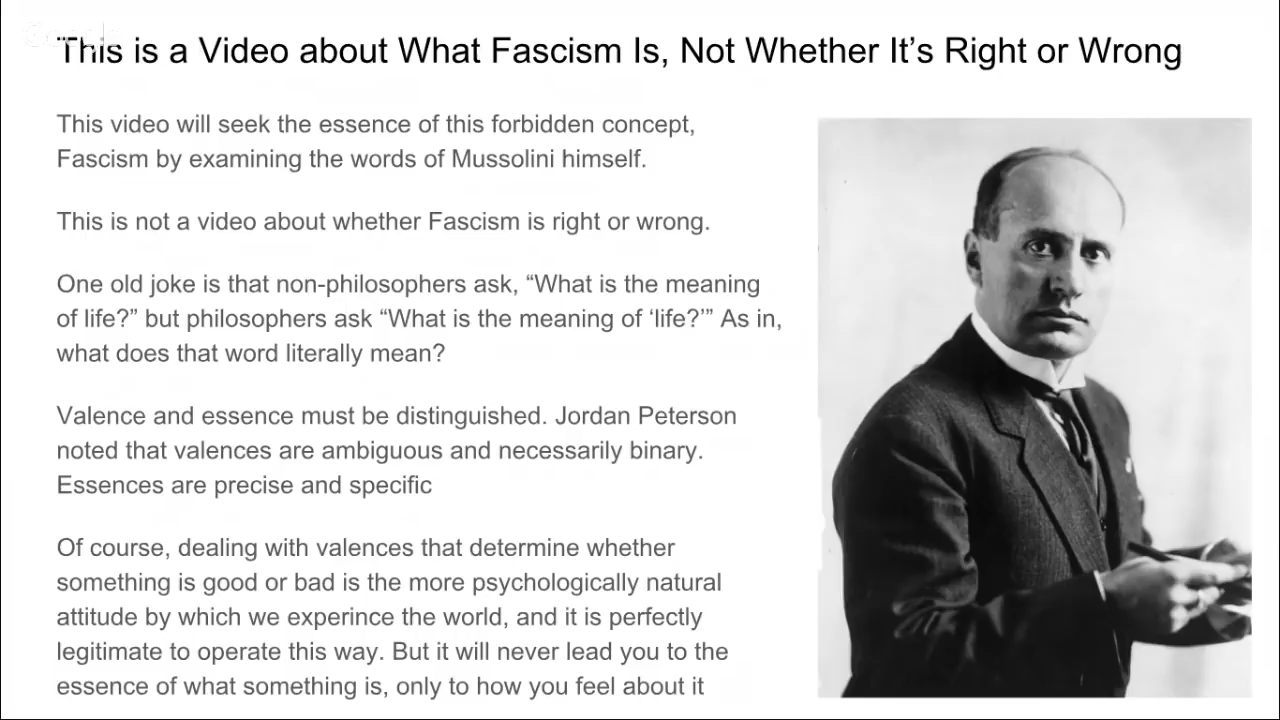 Google
This is a Video about What Fascism Is, Not Whether It's Right or Wrong
This video will seek the essence of this forbidden concept,
Fascism by examining the words of Mussolini himself.
This is not a video about whether Fascism is right or wrong.
One old joke is that non-philosophers ask, “What is the meaning
of life?” but philosophers ask “What is the meaning of ‘life?’” As in,
what does that word literally mean?
Valence and essence must be distinguished. Jordan Peterson
noted that valences are ambiguous and necessarily binary.
Essences are precise and specific
Of course, dealing with valences that determine whether
something is good or bad is the more psychologically natural
attitude by which we experince the world, and it is perfectly
legitimate to operate this way. But it will never lead you to the
essence of what something is, only to how you feel about it